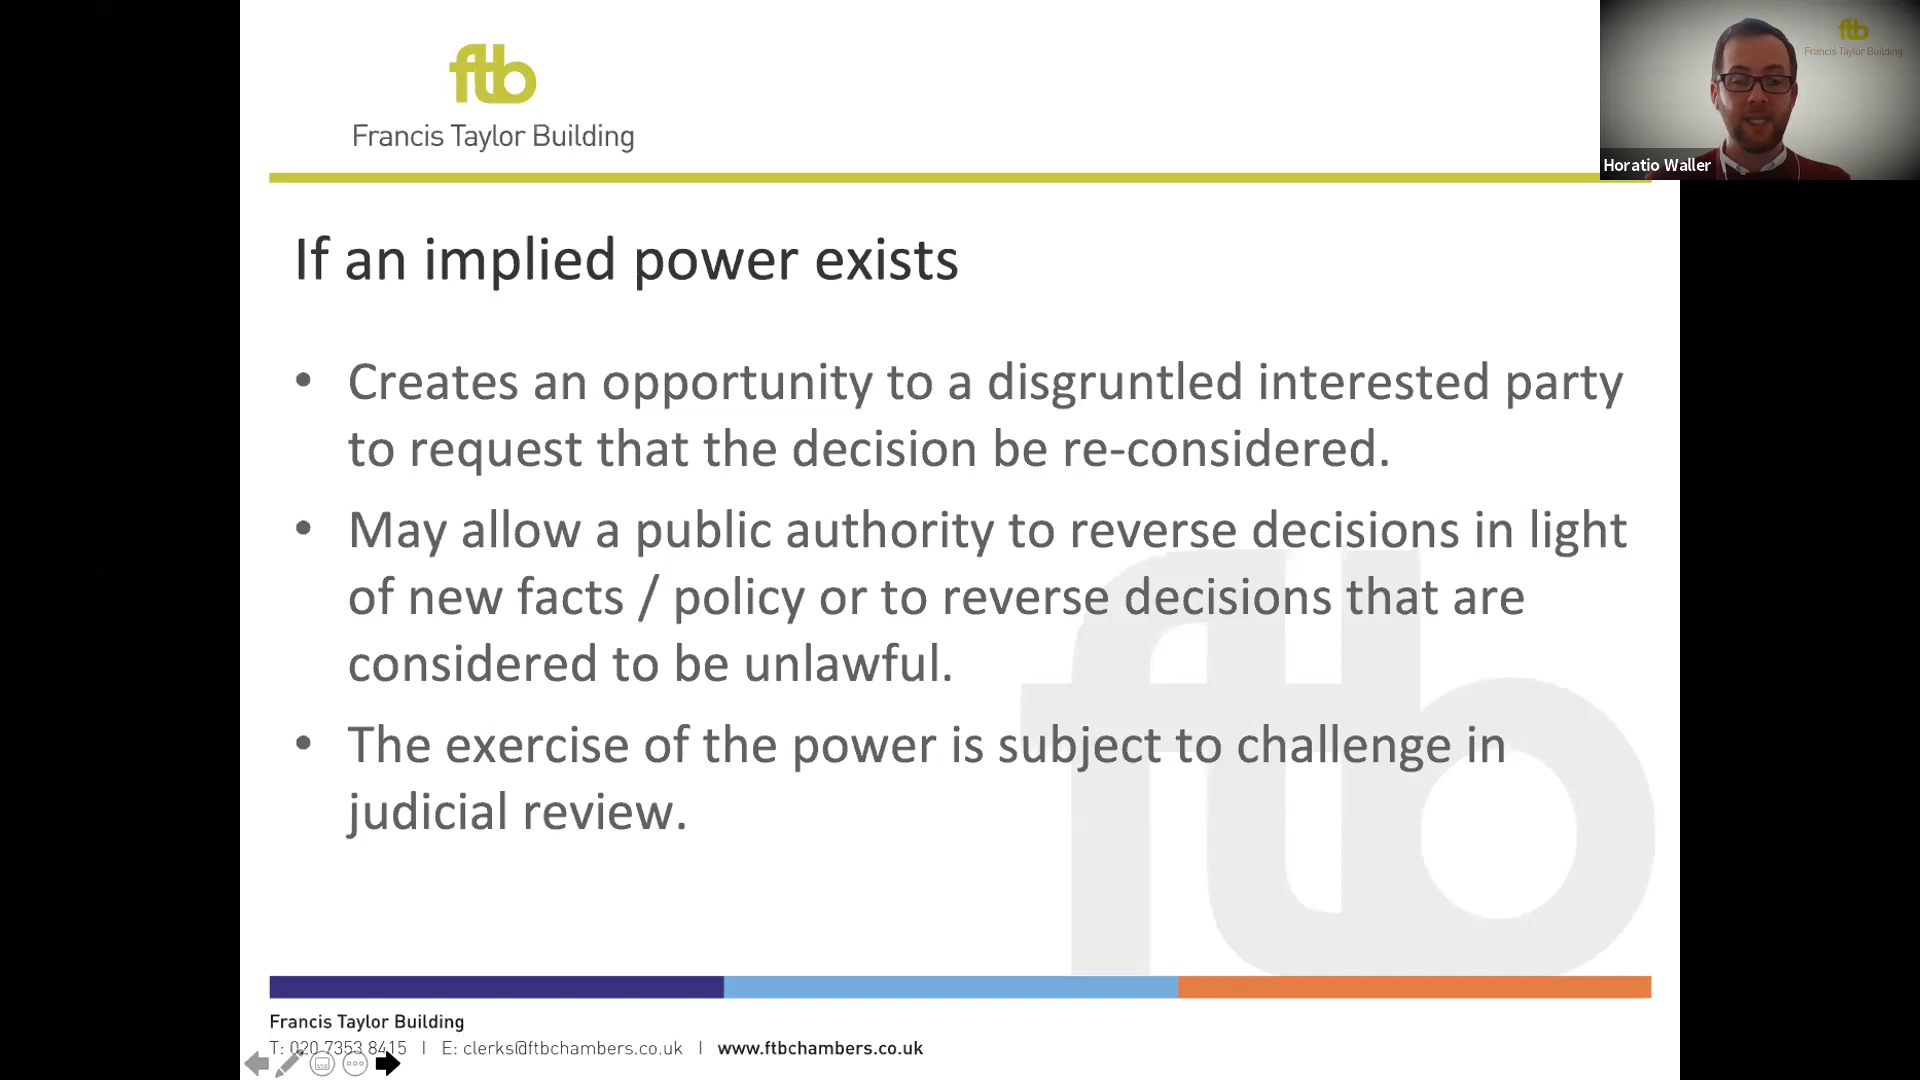 ftb
Francis Taylor Building
ftb
Francis Taylor Building
Horatio Waller
If an implied power exists
• Creates an opportunity to a disgruntled interested party
to request that the decision be re-considered.
• May allow a public authority to reverse decisions in light
of new facts / policy or to reverse decisions that are
considered to be unlawful.
• The exercise of the power is subject to challenge in
judicial review.
ftb
Francis Taylor Building
T: 020 7353 8415 | E: clerks@ftbchambers.co.uk | www.ftbchambers.co.uk